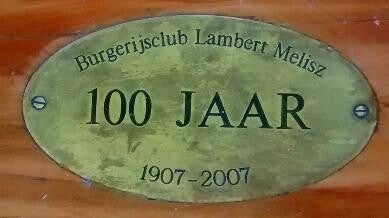 Burgerijsclub Lambert Melisz
100 JAAR
1907-2007